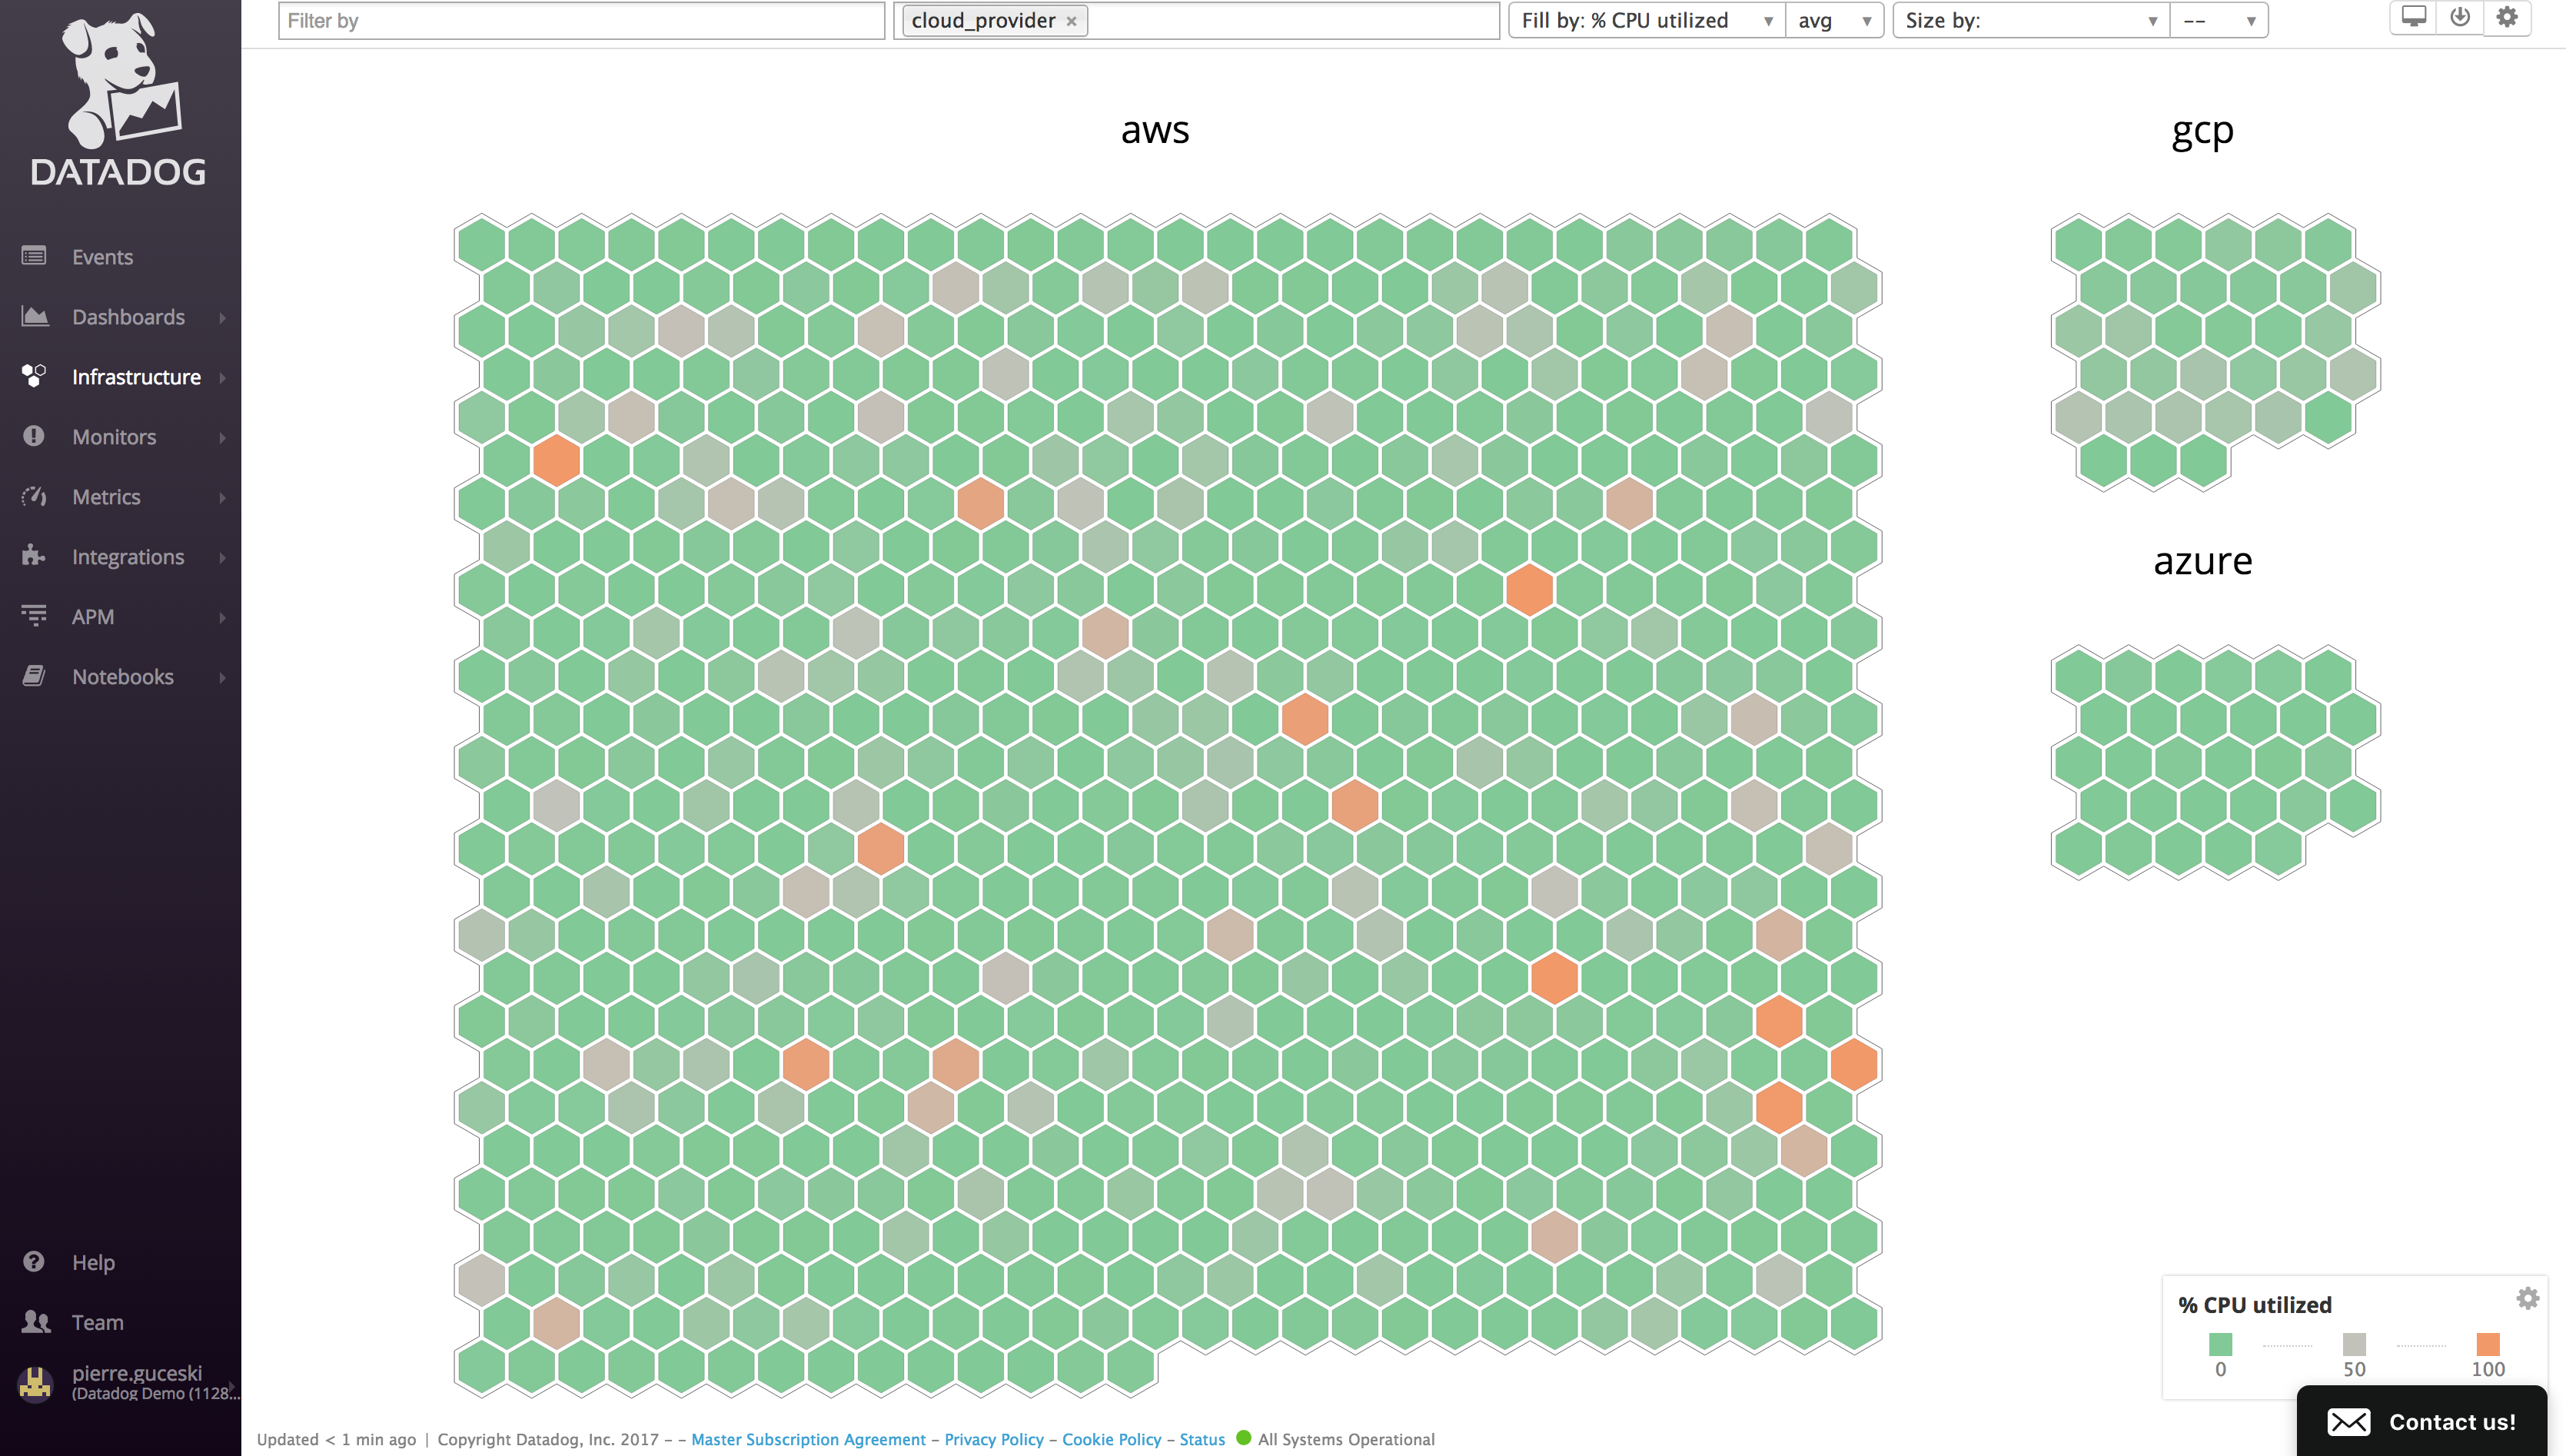 Filter by
cloud_provider ×
Fill by: % CPU utilized
avg
Size by:
--
DATADOG
Events
Dashboards
Infrastructure
Monitors
Metrics
Integrations
APM
Notebooks
Help
Team
pierre.guceski
(Datadog Demo (1128...
aws
gcp
azure
% CPU utilized
0
50
100
Contact us!
Updated < 1 min ago | Copyright Datadog, Inc. 2017 – – Master Subscription Agreement – Privacy Policy – Cookie Policy – Status All Systems Operational